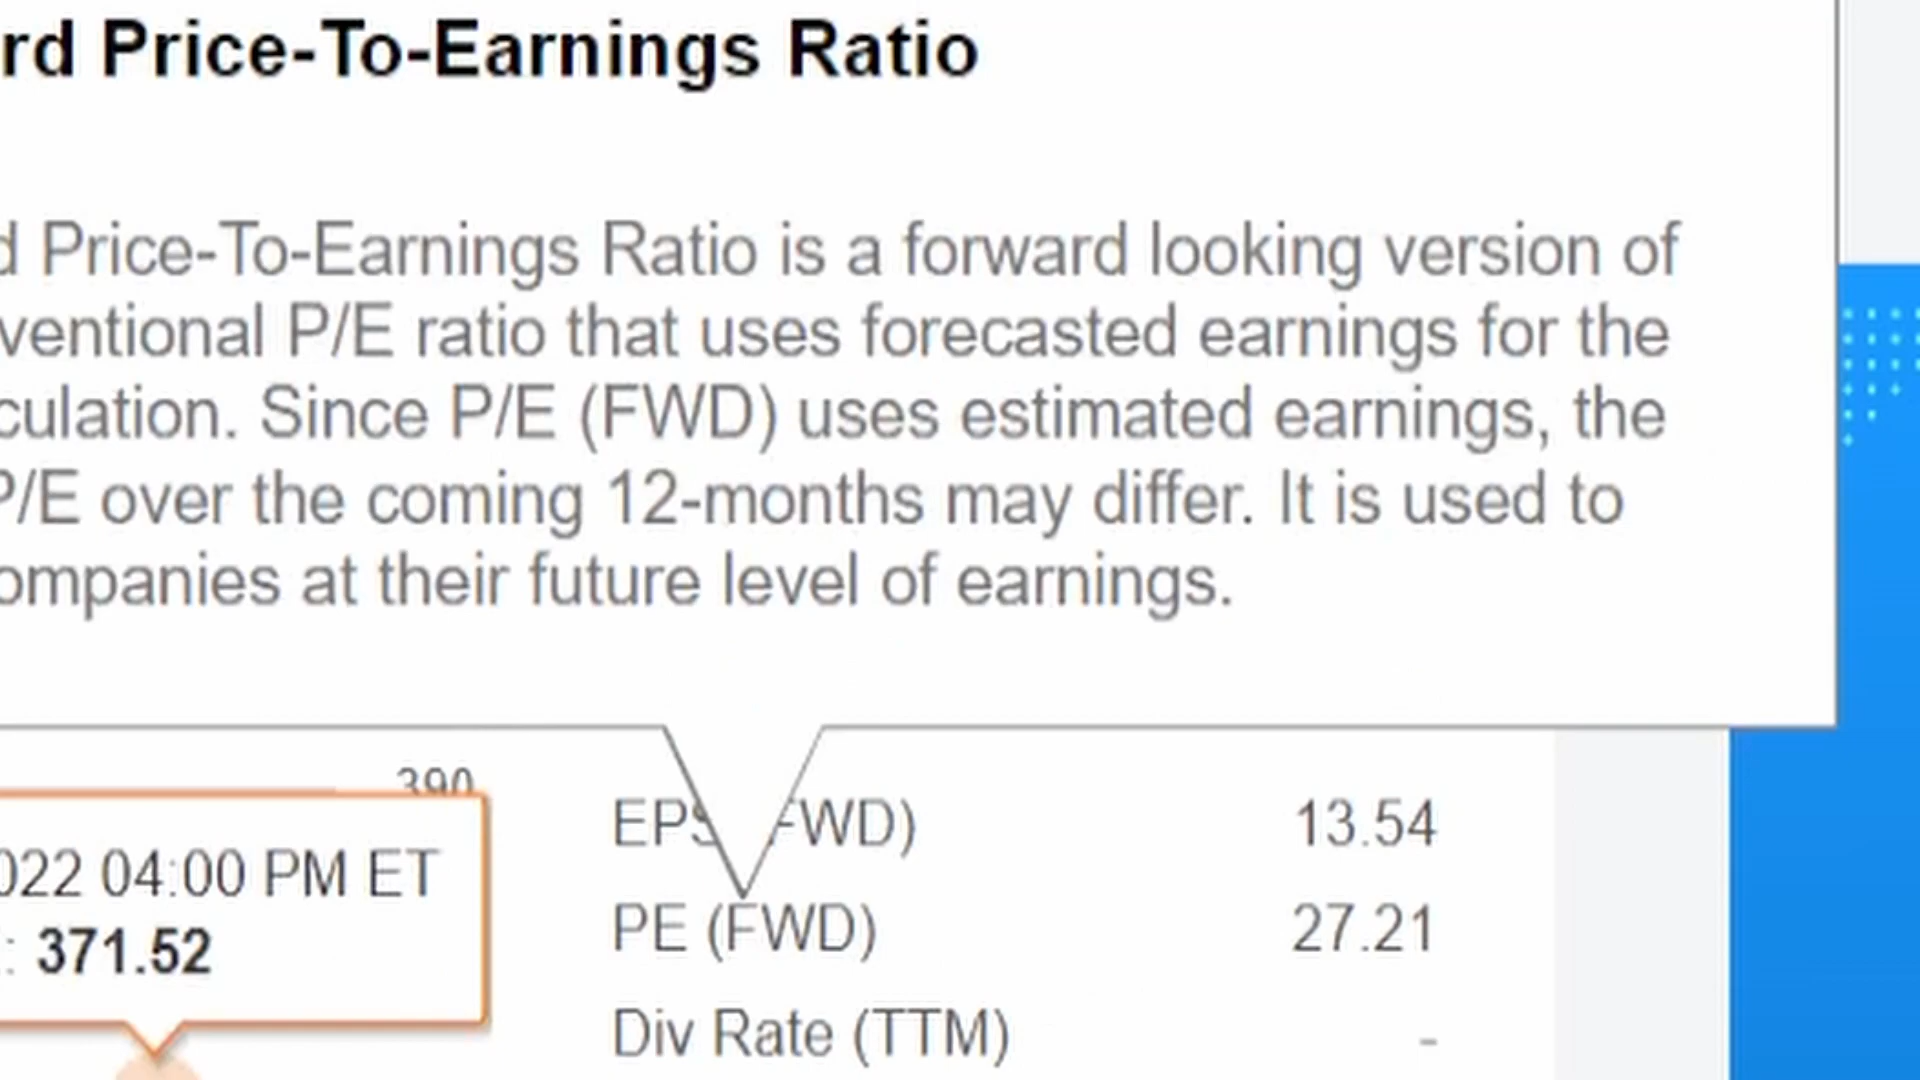 rd Price-To-Earnings Ratio
d Price-To-Earnings Ratio is a forward looking version of
ventional P/E ratio that uses forecasted earnings for the
culation. Since P/E (FWD) uses estimated earnings, the
P/E over the coming 12-months may differ. It is used to
ompanies at their future level of earnings.
390
022 04:00 PM ET
: 371.52
EPS FWD) 13.54
PE (FWD) 27.21
Div Rate (TTM) -